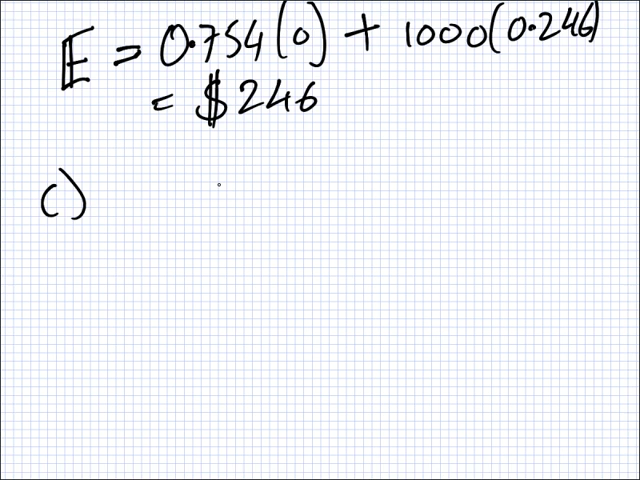 E = 0.754(0) + 1000(0.246)
= $246
c)